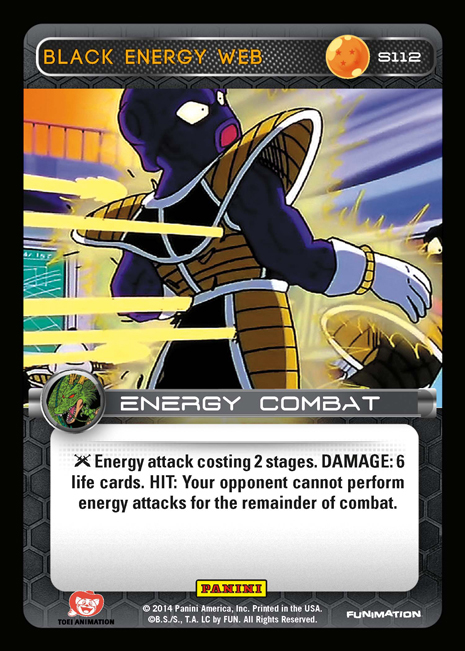 BLACK ENERGY WEB
S112
ENERGY COMBAT
Energy attack costing 2 stages. DAMAGE: 6
life cards. HIT: Your opponent cannot perform
energy attacks for the remainder of combat.
PANINI
© 2014 Panini America, Inc. Printed in the USA.
©B.S./S., T.A. LC by FUN. All Rights Reserved.
TOEI ANIMATION
FUNIMATION